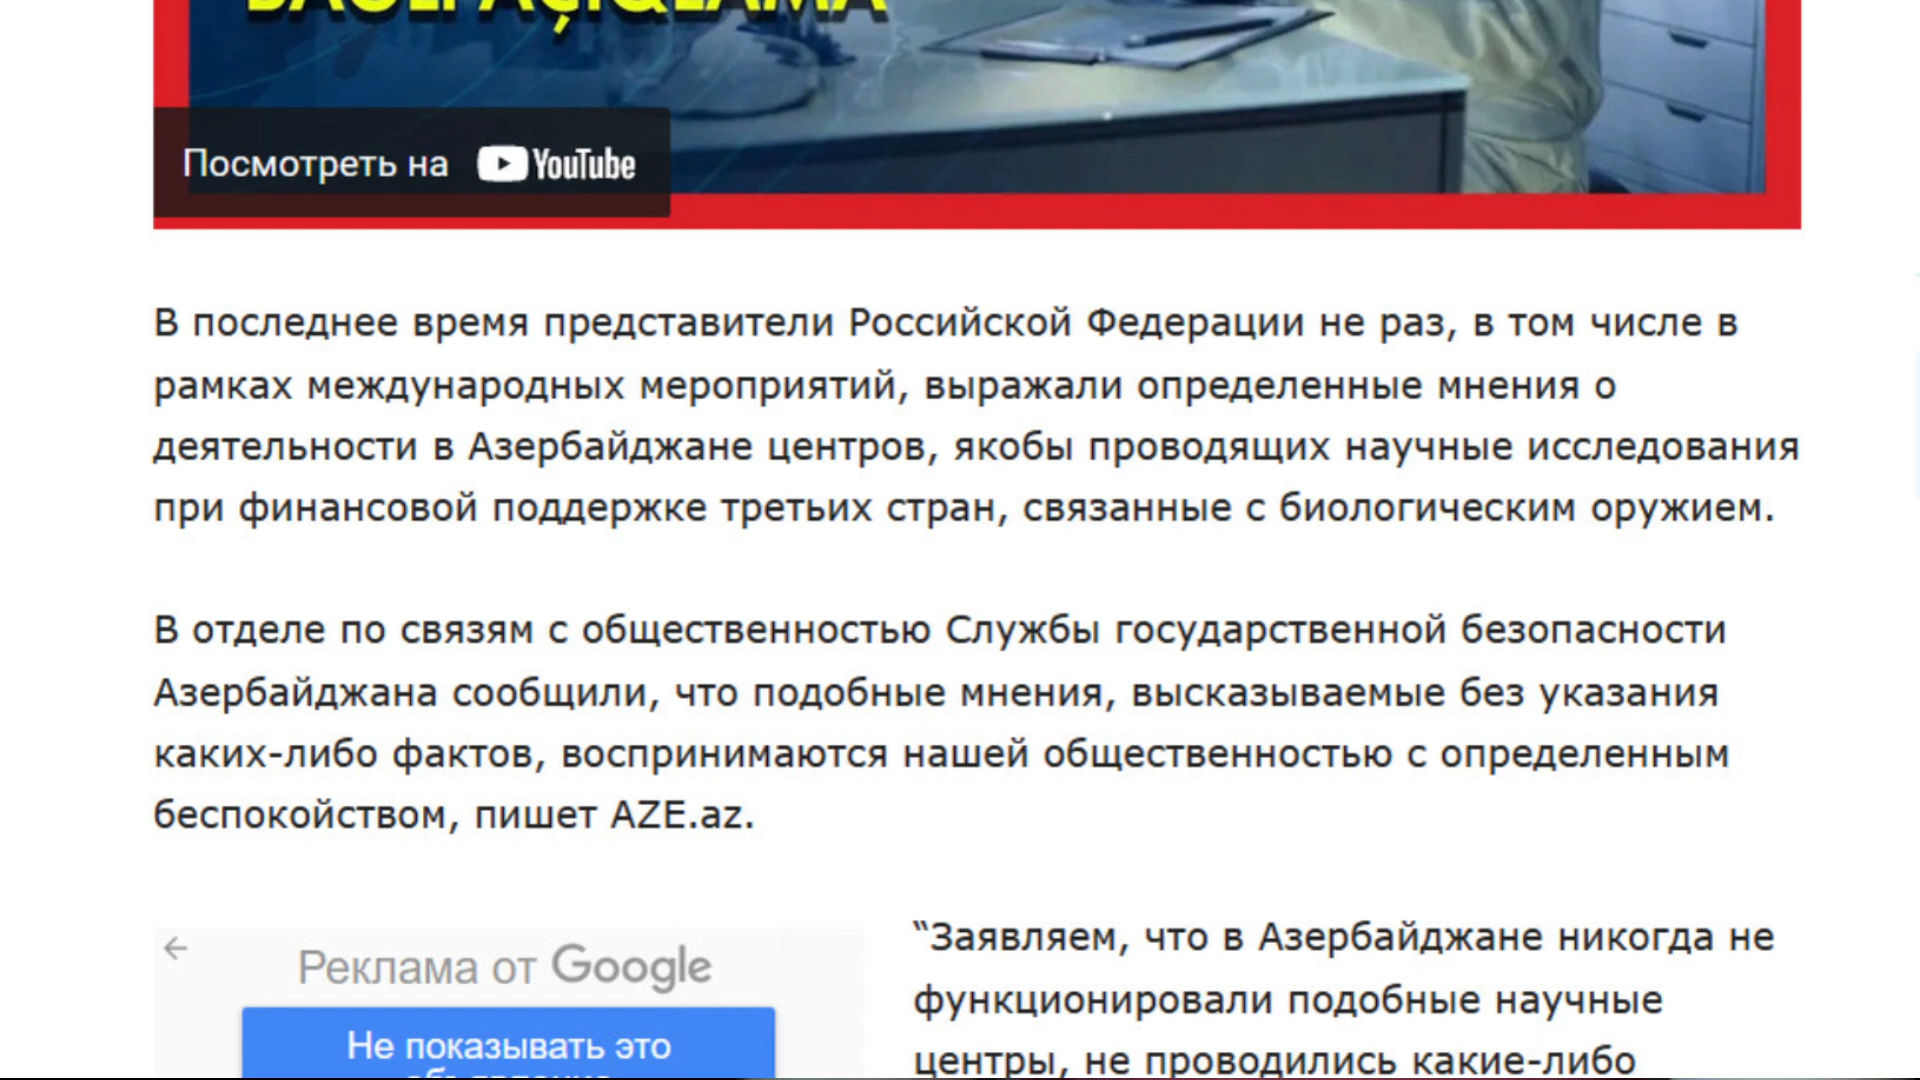 AÇIQLAMA
Посмотреть на YouTube
В последнее время представители Российской Федерации не раз, в том числе в
рамках международных мероприятий, выражали определенные мнения о
деятельности в Азербайджане центров, якобы проводящих научные исследования
при финансовой поддержке третьих стран, связанные с биологическим оружием.
В отделе по связям с общественностью Службы государственной безопасности
Азербайджана сообщили, что подобные мнения, высказываемые без указания
каких-либо фактов, воспринимаются нашей общественностью с определенным
беспокойством, пишет AZE.az.
“Заявляем, что в Азербайджане никогда не
функционировали подобные научные
центры, не проводились какие-либо
Реклама от Google
Не показывать это